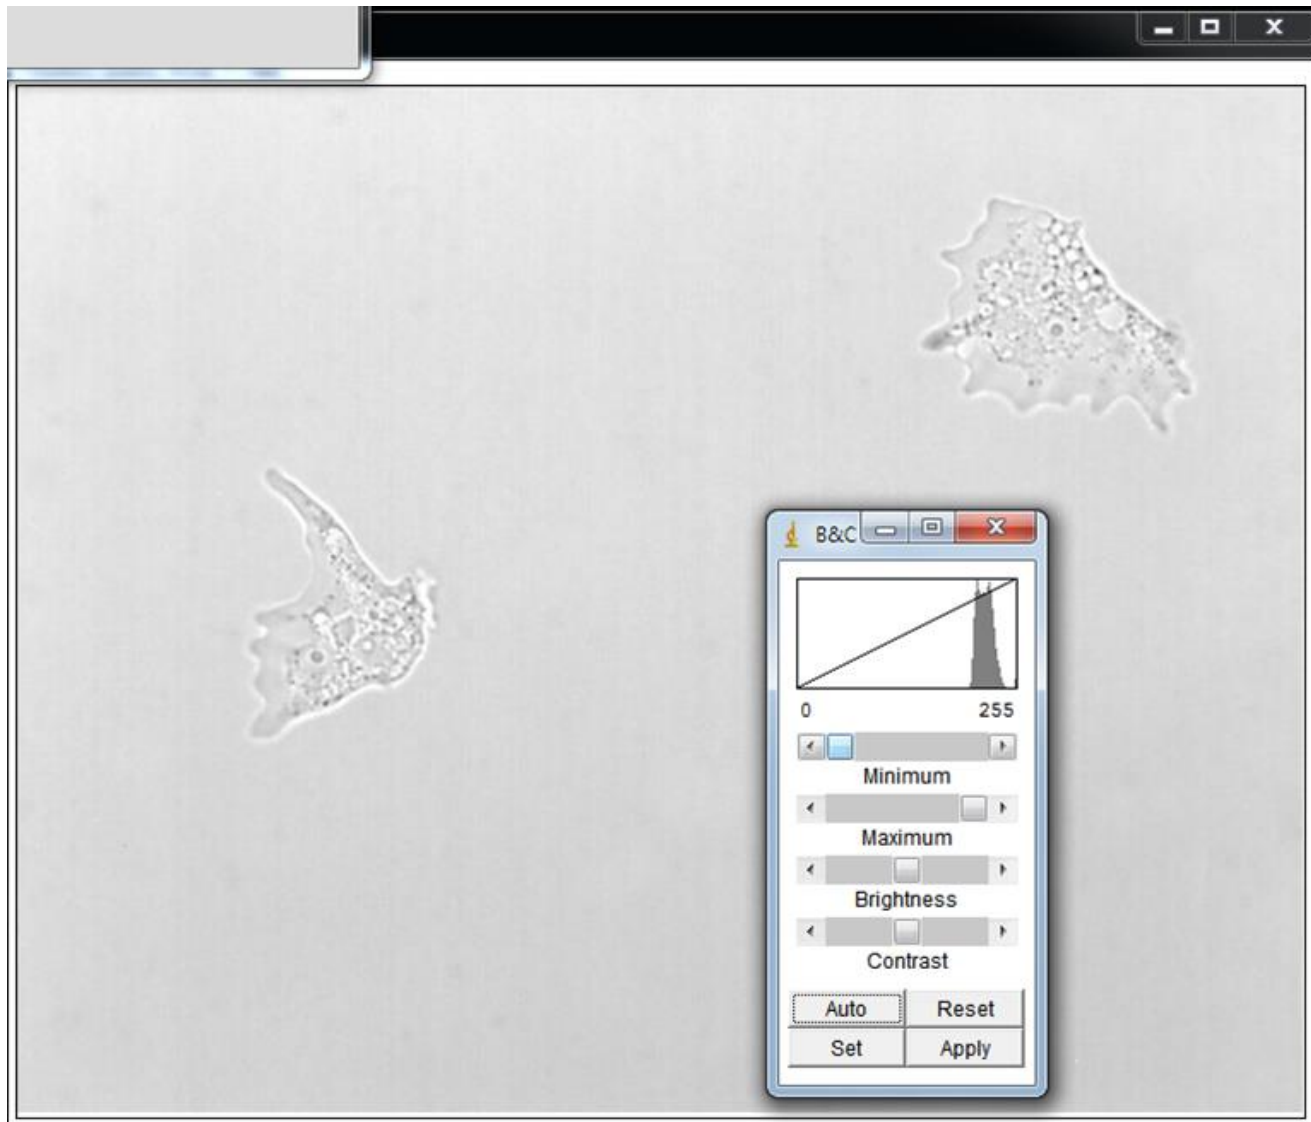 B&C
0 255
Minimum
Maximum
Brightness
Contrast
Auto Reset
Set Apply